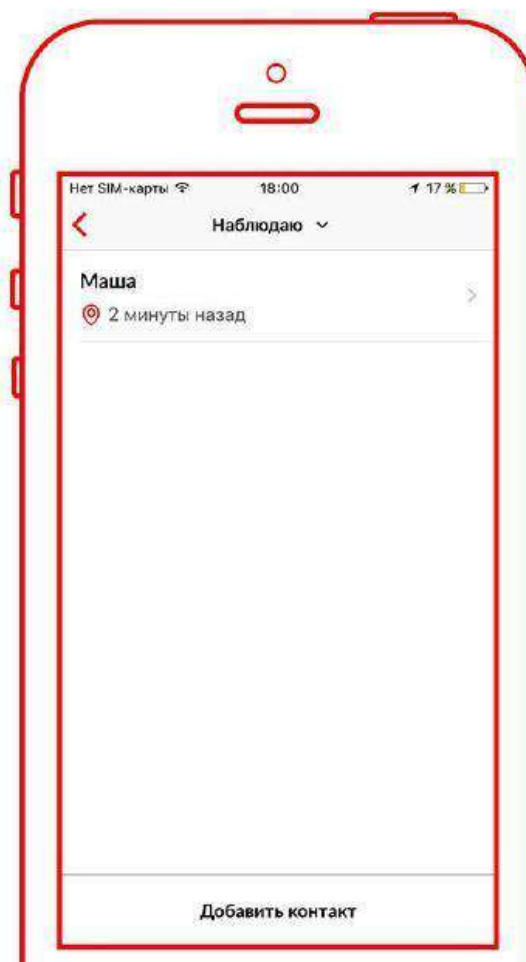 Нет SIM-карты 18:00 17 %
Наблюдаю
Маша
2 минуты назад
Добавить контакт